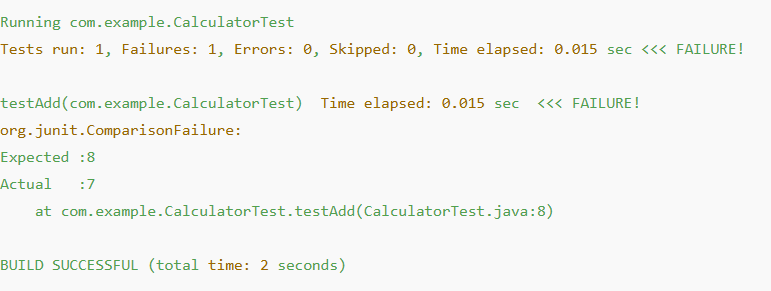 Running com.example.CalculatorTest
Tests run: 1, Failures: 1, Errors: 0, Skipped: 0, Time elapsed: 0.015 sec <<< FAILURE!
testAdd(com.example.CalculatorTest)  Time elapsed: 0.015 sec  <<< FAILURE!
org.junit.ComparisonFailure:
Expected :8
Actual   :7
    at com.example.CalculatorTest.testAdd(CalculatorTest.java:8)
BUILD SUCCESSFUL (total time: 2 seconds)